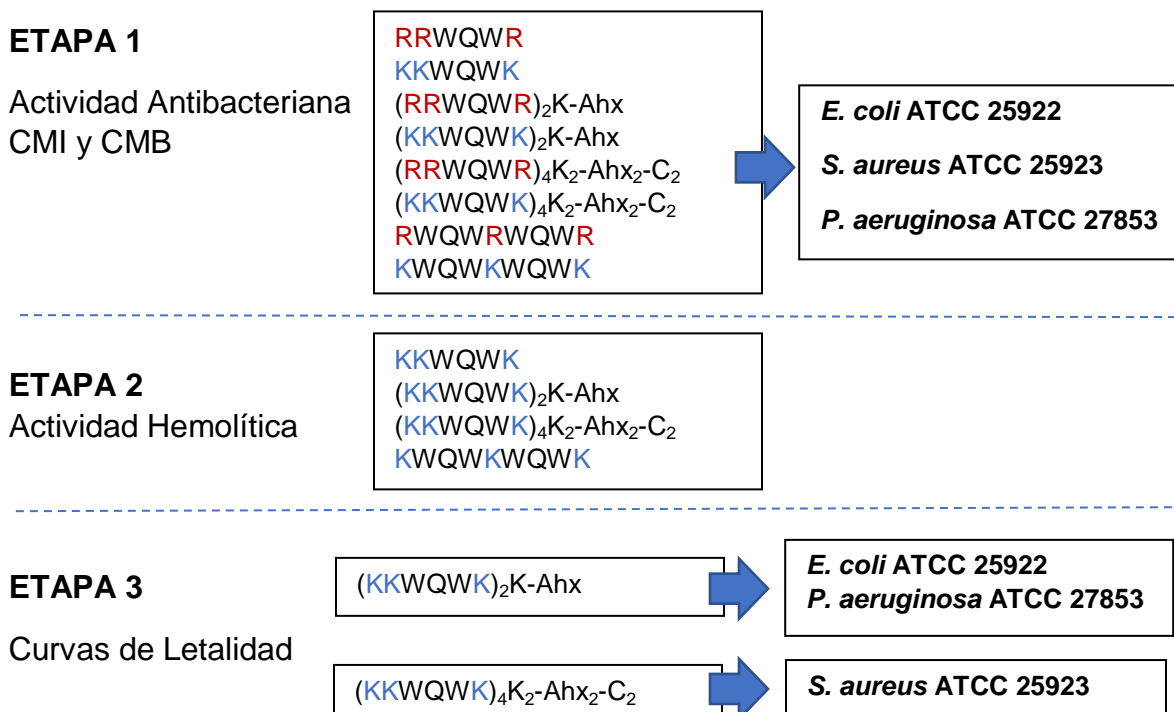 ETAPA 1
Actividad Antibacteriana
CMI y CMB
RRWQWR
KKWQWK
(RRWQWR)₂K-Ahx
(KKWQWK)₂K-Ahx
(RRWQWR)₄K₂-Ahx₂-C₂
(KKWQWK)₄K₂-Ahx₂-C₂
RWQWRWQWR
KWQWKWQWK
E. coli ATCC 25922
S. aureus ATCC 25923
P. aeruginosa ATCC 27853
ETAPA 2
Actividad Hemolítica
KKWQWK
(KKWQWK)₂K-Ahx
(KKWQWK)₄K₂-Ahx₂-C₂
KWQWKWQWK
ETAPA 3
Curvas de Letalidad
(KKWQWK)₂K-Ahx
E. coli ATCC 25922
P. aeruginosa ATCC 27853
(KKWQWK)₄K₂-Ahx₂-C₂
S. aureus ATCC 25923